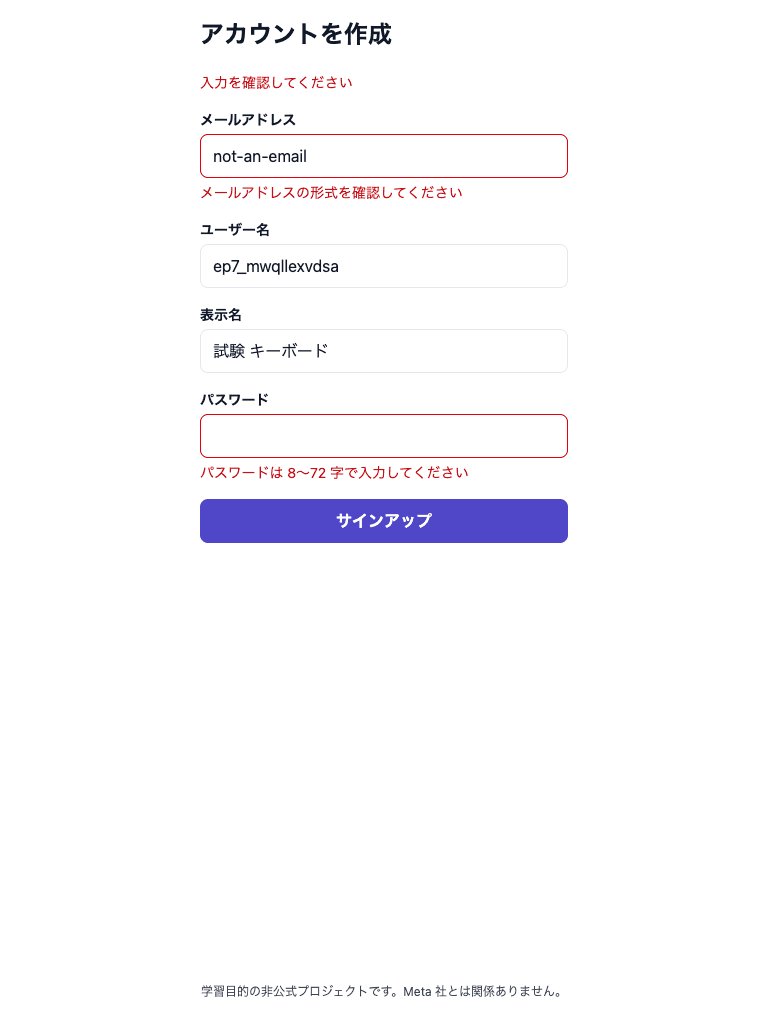 アカウントを作成
入力を確認してください
メールアドレス
not-an-email
メールアドレスの形式を確認してください
ユーザー名
ep7_mwqllexvdsa
表示名
試験 キーボード
パスワード
パスワードは 8〜72 字で入力してください
サインアップ
学習目的の非公式プロジェクトです。Meta 社とは関係ありません。